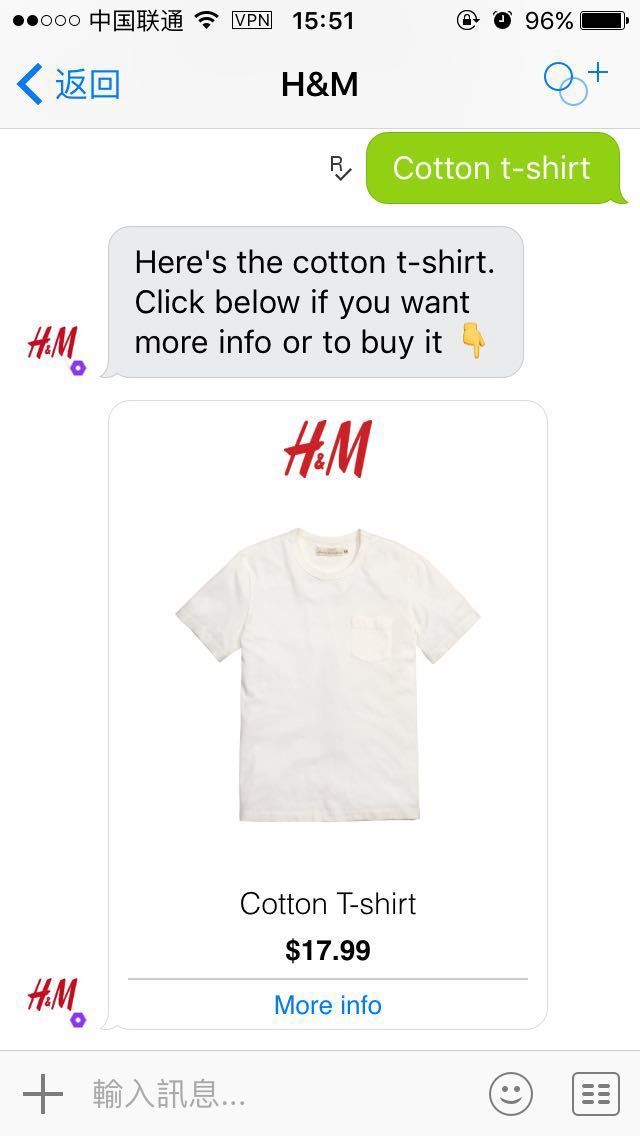 中国联通 VPN 15:51 96%
返回 H&M
R Cotton t-shirt
Here's the cotton t-shirt.
Click below if you want
more info or to buy it 👇
H&M
H&M
Cotton T-shirt
$17.99
H&M
More info
輸入訊息...